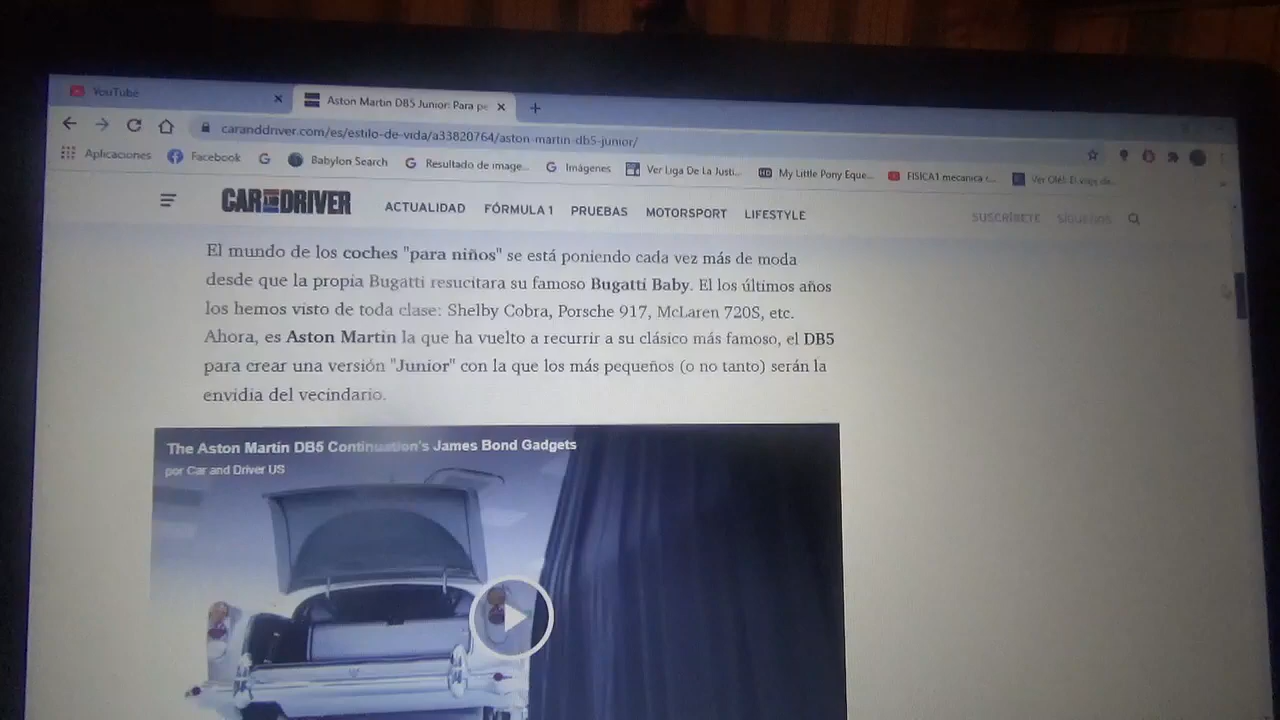 YouTube
Aston Martin DB5 Junior: Para pe
caranddriver.com/es/estilo-de-vida/a33820764/aston-martin-db5-junior/
Aplicaciones Facebook Babylon Search Resultado de image... Imágenes Ver Liga De La Justi... My Little Pony Eque... FISICA1 mecanica
CAR AND DRIVER ACTUALIDAD FÓRMULA 1 PRUEBAS MOTORSPORT LIFESTYLE SUSCRÍBETE SÍGUENOS
El mundo de los coches "para niños" se está poniendo cada vez más de moda
desde que la propia Bugatti resucitara su famoso Bugatti Baby. El los últimos años
los hemos visto de toda clase: Shelby Cobra, Porsche 917, McLaren 720S, etc.
Ahora, es Aston Martin la que ha vuelto a recurrir a su clásico más famoso, el DB5
para crear una versión "Junior" con la que los más pequeños (o no tanto) serán la
envidia del vecindario.
The Aston Martin DB5 Continuation's James Bond Gadgets
por Car and Driver US